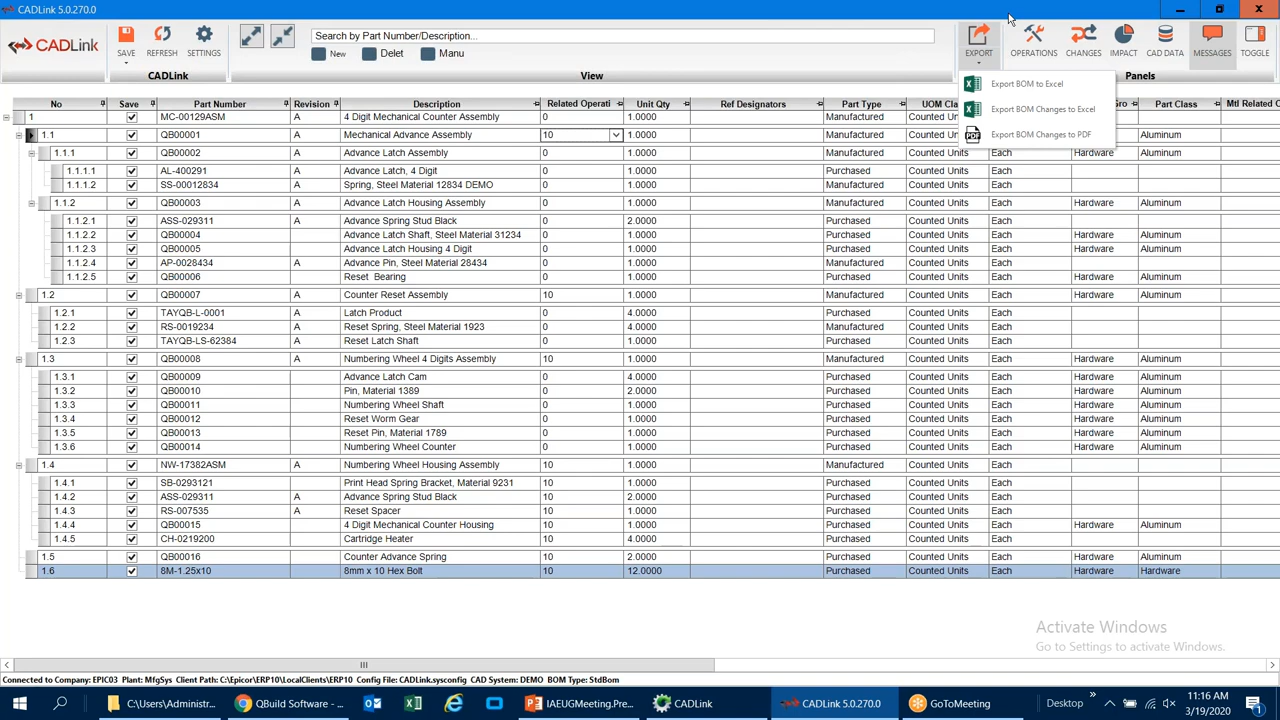 CADLink 5.0.270.0
CADLink
SAVE REFRESH SETTINGS
Search by Part Number/Description...
New Delet Manu
EXPORT OPERATIONS CHANGES IMPACT CAD DATA MESSAGES TOGGLE
CADLink View Panels
Export BOM to Excel
Export BOM Changes to Excel
Export BOM Changes to PDF
No Save Part Number Revision Description Related Operati Unit Qty Ref Designators Part Type UOM Cla Gro Part Class Mtl Related O
1 MC-00129ASM A 4 Digit Mechanical Counter Assembly 0 1.0000 Manufactured Counted Un
1.1 QB00001 A Mechanical Advance Assembly 10 1.0000 Manufactured Counted Un Aluminum
1.1.1 QB00002 A Advance Latch Assembly 0 1.0000 Manufactured Counted Units Each Hardware Aluminum
1.1.1.1 AL-400291 A Advance Latch, 4 Digit 0 1.0000 Purchased Counted Units Each
1.1.1.2 SS-00012834 A Spring, Steel Material 12834 DEMO 0 1.0000 Manufactured Counted Units Each
1.1.2 QB00003 A Advance Latch Housing Assembly 0 1.0000 Manufactured Counted Units Each Hardware Aluminum
1.1.2.1 ASS-029311 A Advance Spring Stud Black 0 2.0000 Purchased Counted Units Each
1.1.2.2 QB00004 A Advance Latch Shaft, Steel Material 31234 0 1.0000 Purchased Counted Units Each Hardware Aluminum
1.1.2.3 QB00005 Advance Latch Housing 4 Digit 0 1.0000 Purchased Counted Units Each Hardware Aluminum
1.1.2.4 AP-0028434 A Advance Pin, Steel Material 28434 0 1.0000 Manufactured Counted Units Each
1.1.2.5 QB00006 Reset Bearing 0 1.0000 Purchased Counted Units Each Hardware Aluminum
1.2 QB00007 A Counter Reset Assembly 10 1.0000 Manufactured Counted Units Each Hardware Aluminum
1.2.1 TAYQB-L-0001 A Latch Product 0 4.0000 Purchased Counted Units Each
1.2.2 RS-0019234 A Reset Spring, Steel Material 1923 0 4.0000 Manufactured Counted Units Each
1.2.3 TAYQB-LS-62384 A Reset Latch Shaft 0 4.0000 Purchased Counted Units Each
1.3 QB00008 A Numbering Wheel 4 Digits Assembly 10 1.0000 Manufactured Counted Units Each Hardware Aluminum
1.3.1 QB00009 Advance Latch Cam 0 4.0000 Purchased Counted Units Each Hardware Aluminum
1.3.2 QB00010 Pin, Material 1389 0 2.0000 Purchased Counted Units Each Hardware Aluminum
1.3.3 QB00011 Numbering Wheel Shaft 0 1.0000 Purchased Counted Units Each Hardware Aluminum
1.3.4 QB00012 Reset Worm Gear 0 1.0000 Purchased Counted Units Each Hardware Aluminum
1.3.5 QB00013 Reset Pin, Material 1789 0 1.0000 Purchased Counted Units Each Hardware Aluminum
1.3.6 QB00014 Numbering Wheel Counter 0 1.0000 Purchased Counted Units Each Hardware Aluminum
1.4 NW-17382ASM A Numbering Wheel Housing Assembly 10 1.0000 Manufactured Counted Units Each
1.4.1 SB-0293121 Print Head Spring Bracket, Material 9231 10 1.0000 Purchased Counted Units Each
1.4.2 ASS-029311 A Advance Spring Stud Black 10 2.0000 Purchased Counted Units Each
1.4.3 RS-007535 A Reset Spacer 10 1.0000 Purchased Counted Units Each
1.4.4 QB00015 4 Digit Mechanical Counter Housing 10 1.0000 Purchased Counted Units Each Hardware Aluminum
1.4.5 CH-0219200 Cartridge Heater 10 4.0000 Purchased Counted Units Each
1.5 QB00016 Counter Advance Spring 10 2.0000 Purchased Counted Units Each Hardware Aluminum
1.6 8M-1.25x10 8mm x 10 Hex Bolt 10 12.0000 Purchased Counted Units Each Hardware Hardware
Activate Windows
Go to Settings to activate Windows.
Connected to Company: EPIC03 Plant: MfgSys Client Path: C:\Epicor\ERP10\LocalClients\ERP10 Config File: CADLink.sysconfig CAD System: DEMO BOM Type: StdBom
C:\Users\Administr... QBuild Software - ... IAEUGMeeting.Pre... CADLink CADLink 5.0.270.0 GoToMeeting Desktop 11:16 AM
3/19/2020